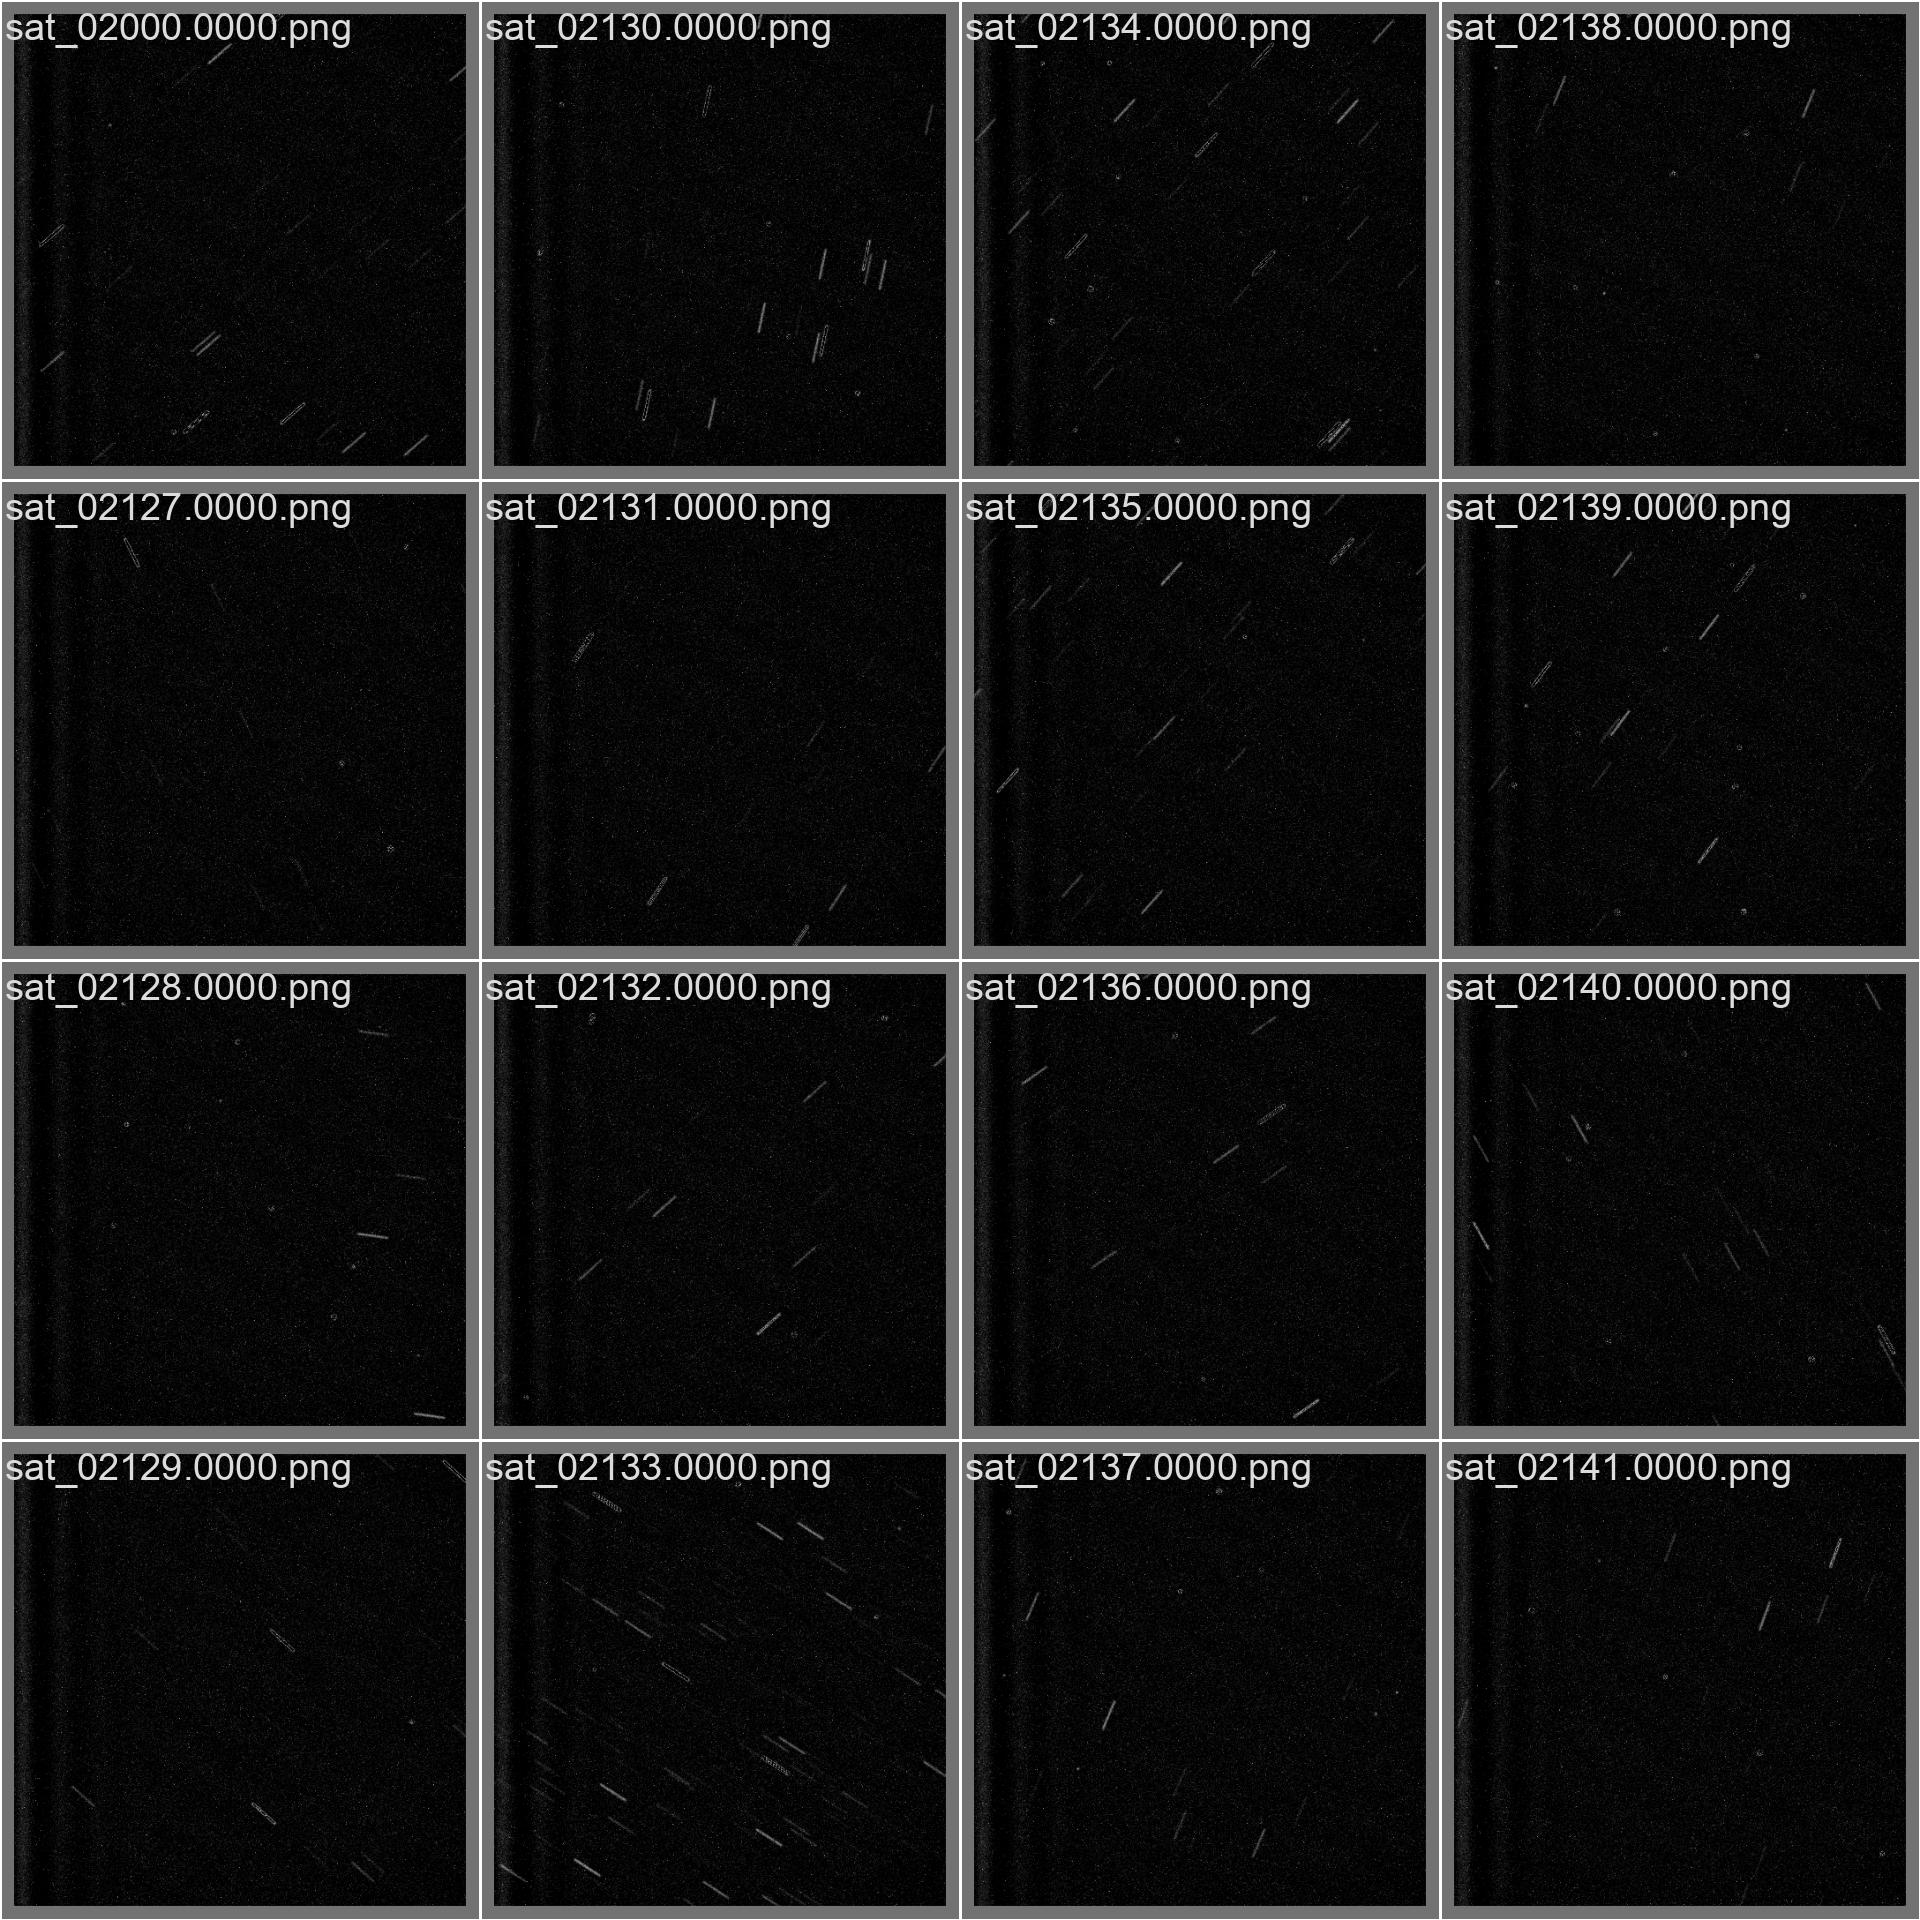 sat_02000.0000.png
sat_02130.0000.png
sat_02134.0000.png
sat_02138.0000.png
sat_02127.0000.png
sat_02131.0000.png
sat_02135.0000.png
sat_02139.0000.png
sat_02128.0000.png
sat_02132.0000.png
sat_02136.0000.png
sat_02140.0000.png
sat_02129.0000.png
sat_02133.0000.png
sat_02137.0000.png
sat_02141.0000.png